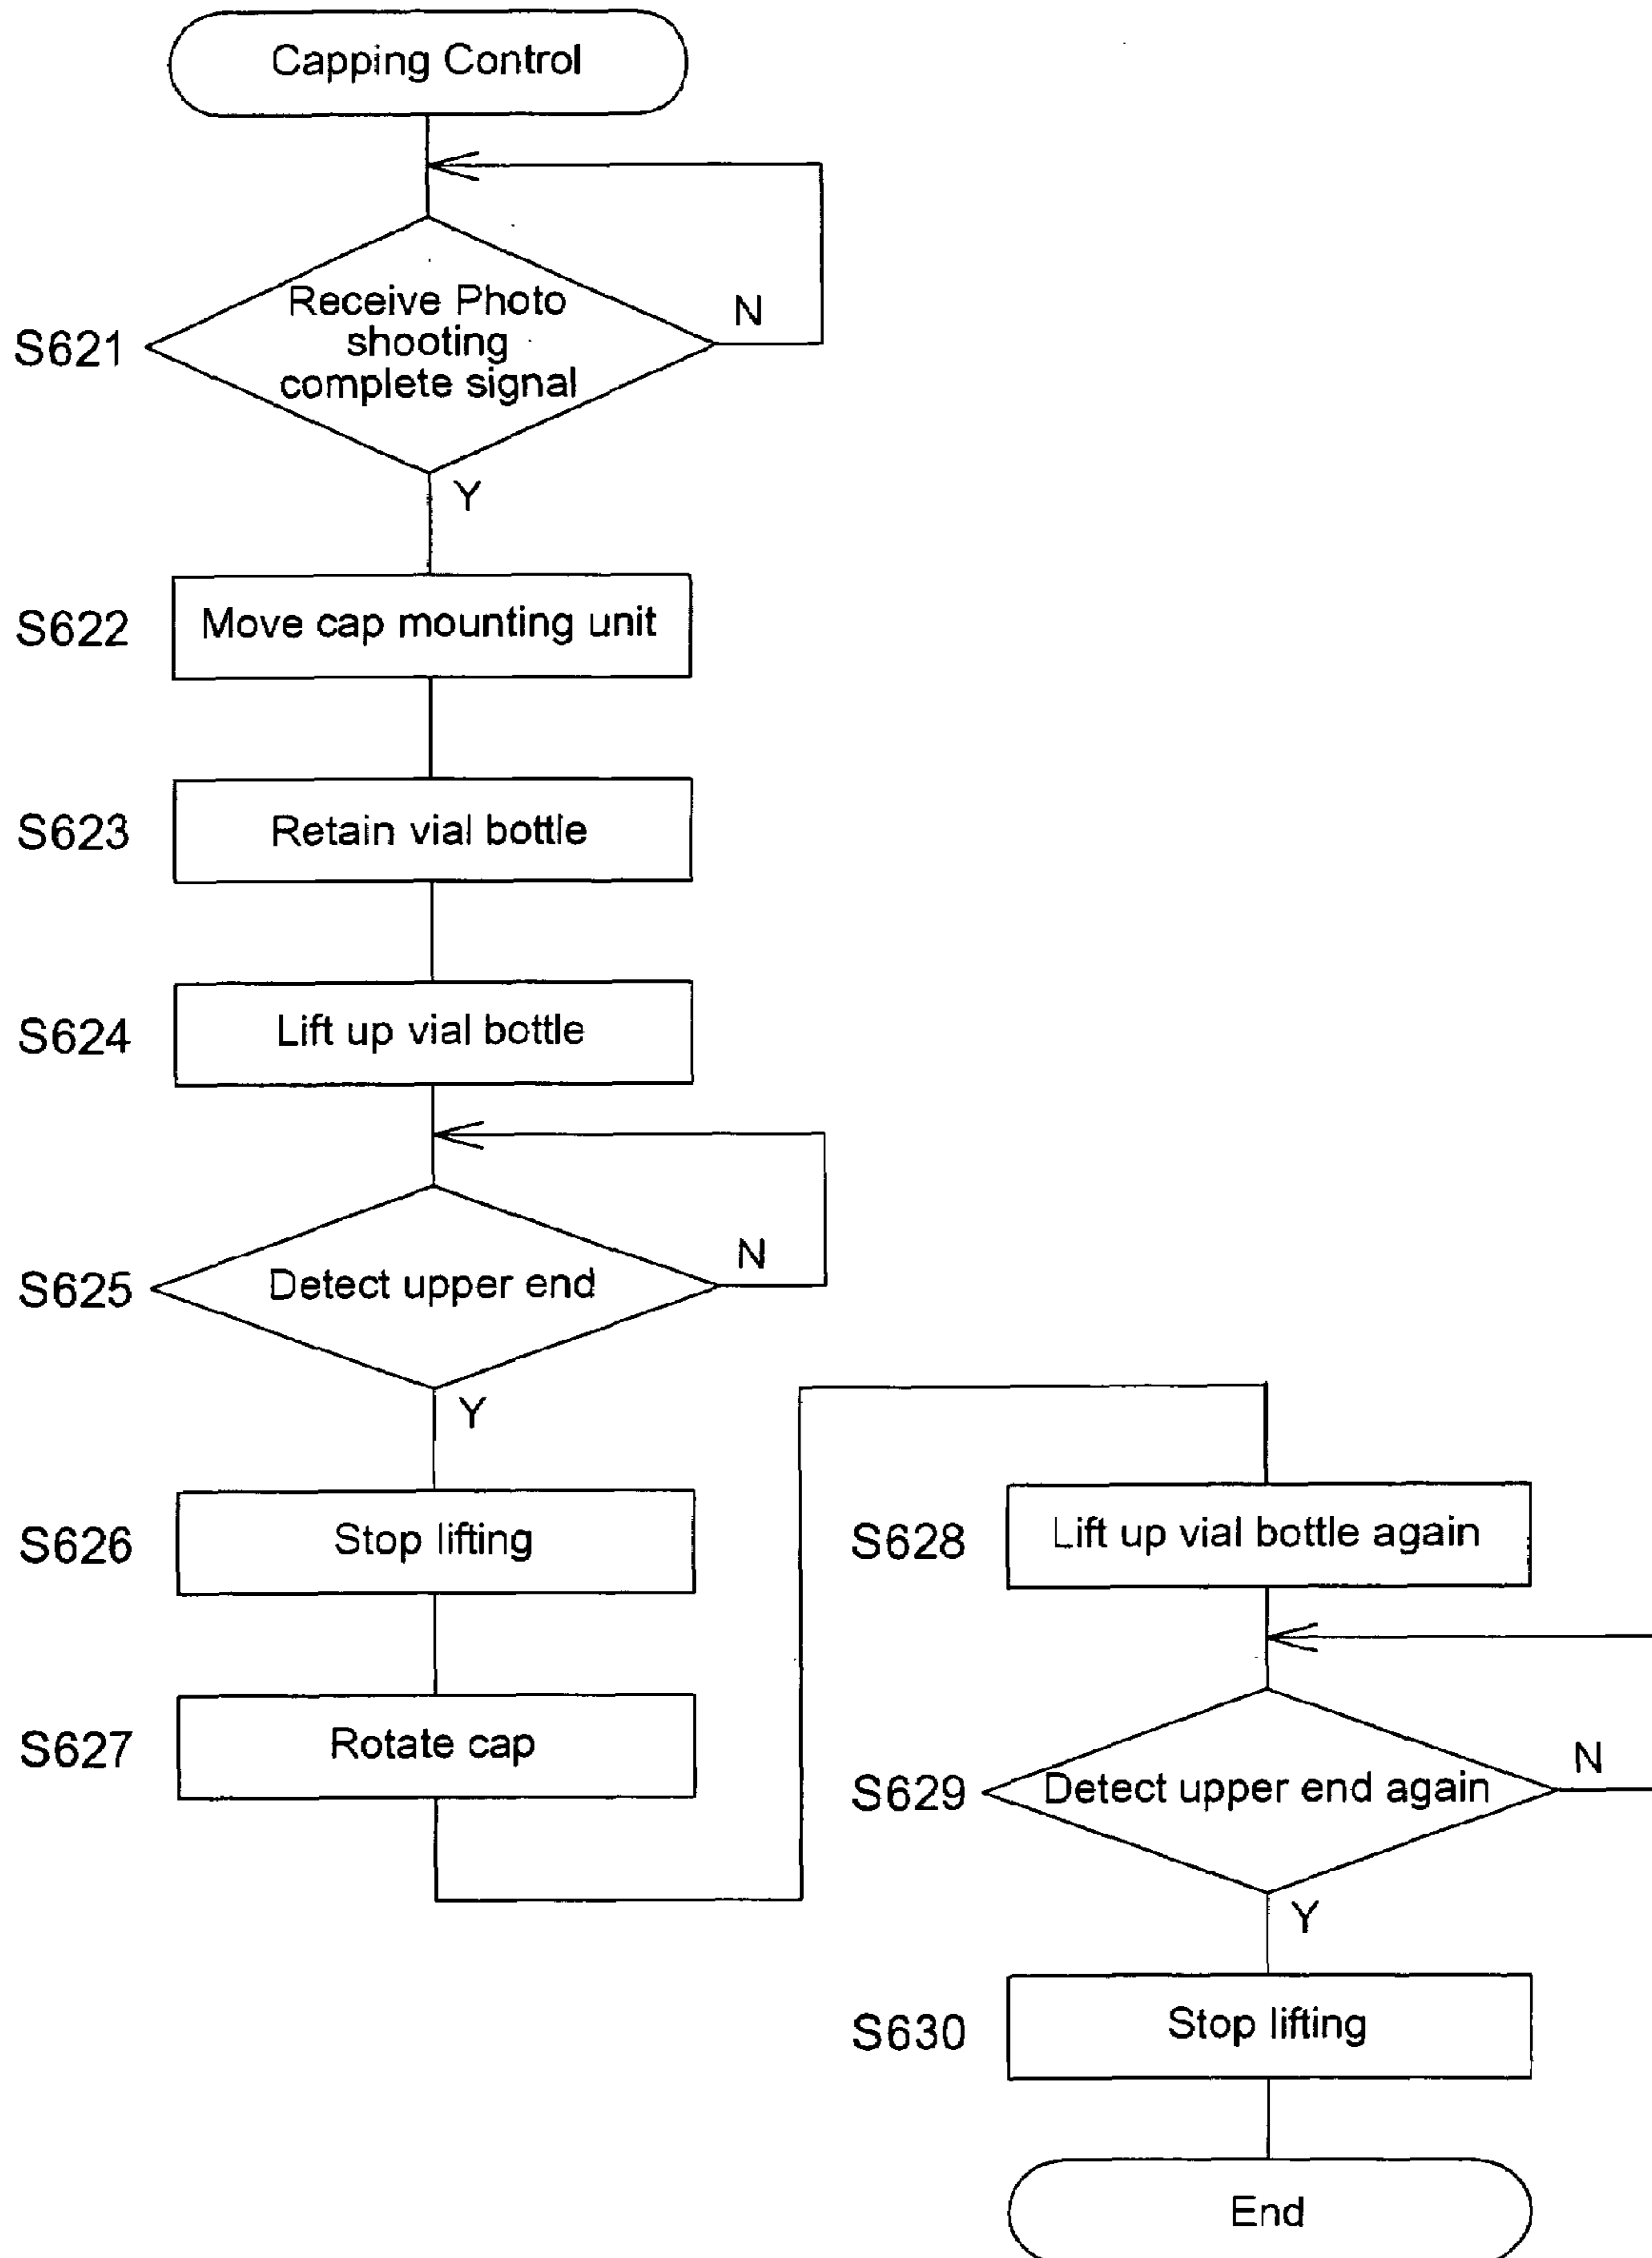 Capping Control
S621
Receive Photo
shooting
complete signal
N
Y
S622
Move cap mounting unit
S623
Retain vial bottle
S624
Lift up vial bottle
S625
Detect upper end
N
Y
S626
Stop lifting
S627
Rotate cap
S628
Lift up vial bottle again
S629
Detect upper end again
N
Y
S630
Stop lifting
End